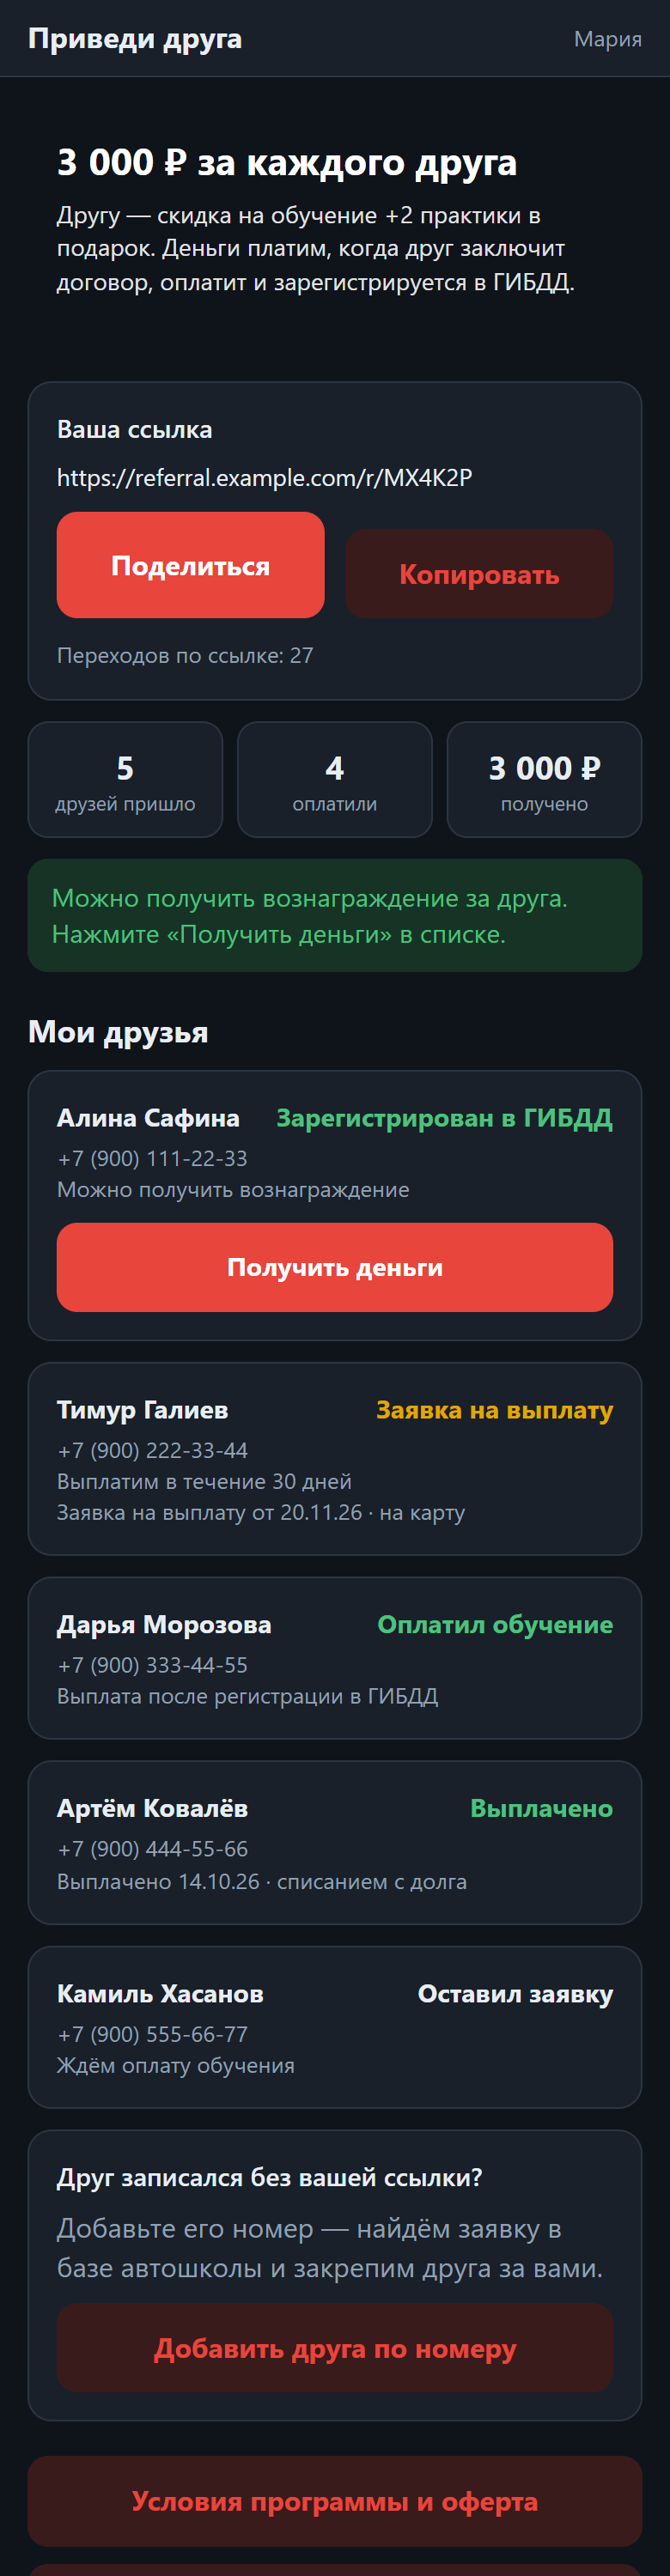 Приведи друга
Мария
3 000 ₽ за каждого друга
Другу — скидка на обучение +2 практики в
подарок. Деньги платим, когда друг заключит
договор, оплатит и зарегистрируется в ГИБДД.
Ваша ссылка
https://referral.example.com/r/MX4K2P
Поделиться
Копировать
Переходов по ссылке: 27
5
друзей пришло
4
оплатили
3 000 ₽
получено
Можно получить вознаграждение за друга.
Нажмите «Получить деньги» в списке.
Мои друзья
Алина Сафина
Зарегистрирован в ГИБДД
+7 (900) 111-22-33
Можно получить вознаграждение
Получить деньги
Тимур Галиев
Заявка на выплату
+7 (900) 222-33-44
Выплатим в течение 30 дней
Заявка на выплату от 20.11.26 · на карту
Дарья Морозова
Оплатил обучение
+7 (900) 333-44-55
Выплата после регистрации в ГИБДД
Артём Ковалёв
Выплачено
+7 (900) 444-55-66
Выплачено 14.10.26 · списанием с долга
Камиль Хасанов
Оставил заявку
+7 (900) 555-66-77
Ждём оплату обучения
Друг записался без вашей ссылки?
Добавьте его номер — найдём заявку в
базе автошколы и закрепим друга за вами.
Добавить друга по номеру
Условия программы и оферта